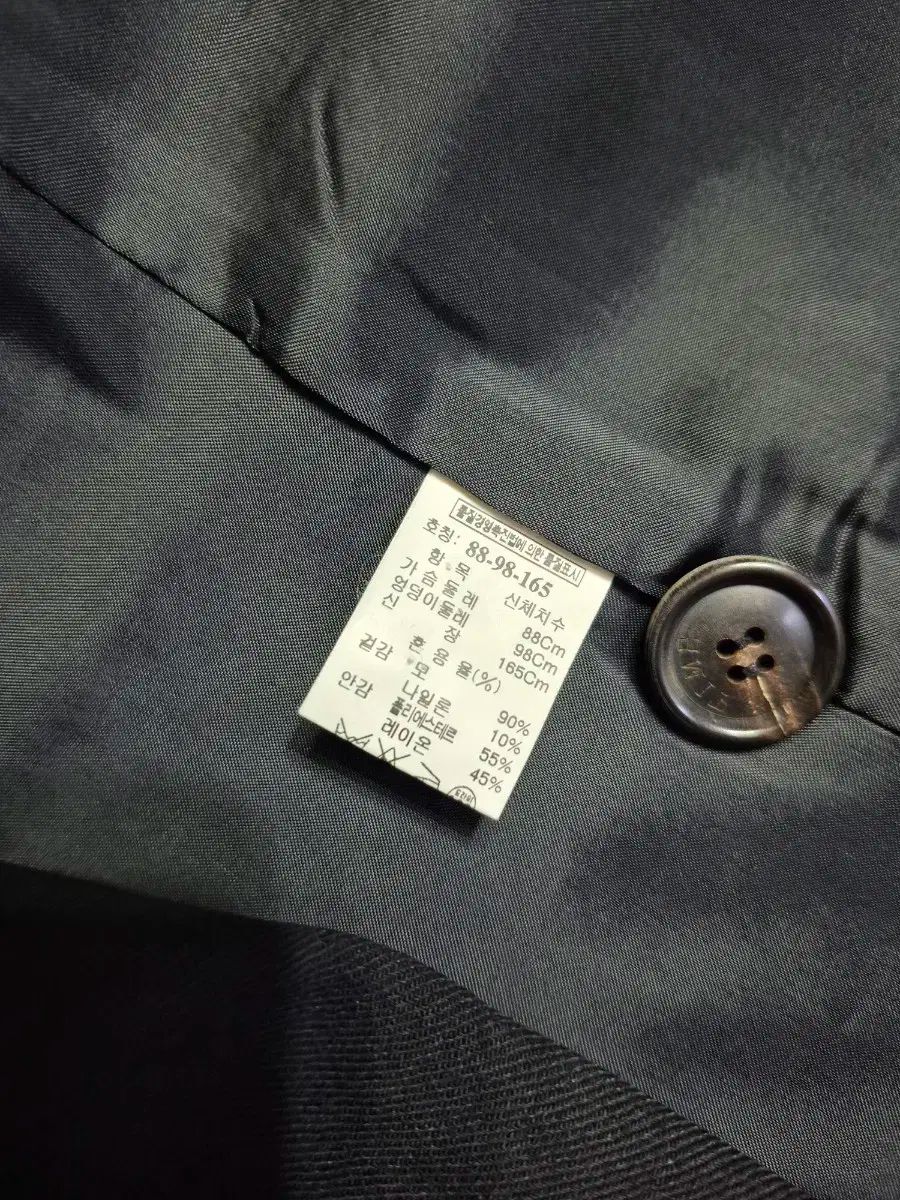 품질경영촉진법에 의한 품질표시
호칭: 88-98-165
항 목 신체치수
가슴둘레 88Cm
엉덩이둘레 98Cm
신 장 165Cm
혼 용 율(%)
겉감 모 90%
나일론 10%
안감 폴리에스테르 55%
레이온 45%
TIME